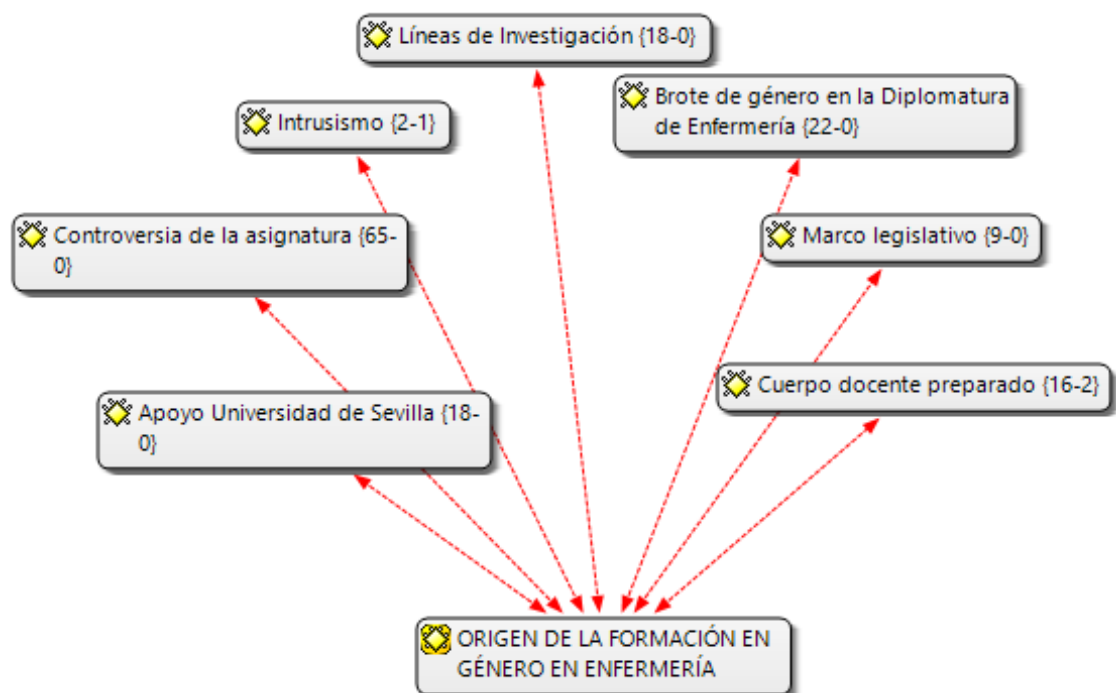 Líneas de Investigación {18-0}
Brote de género en la Diplomatura
de Enfermería {22-0}
Intrusismo {2-1}
Controversia de la asignatura {65-
0}
Marco legislativo {9-0}
Cuerpo docente preparado {16-2}
Apoyo Universidad de Sevilla {18-
0}
ORIGEN DE LA FORMACIÓN EN
GÉNERO EN ENFERMERÍA